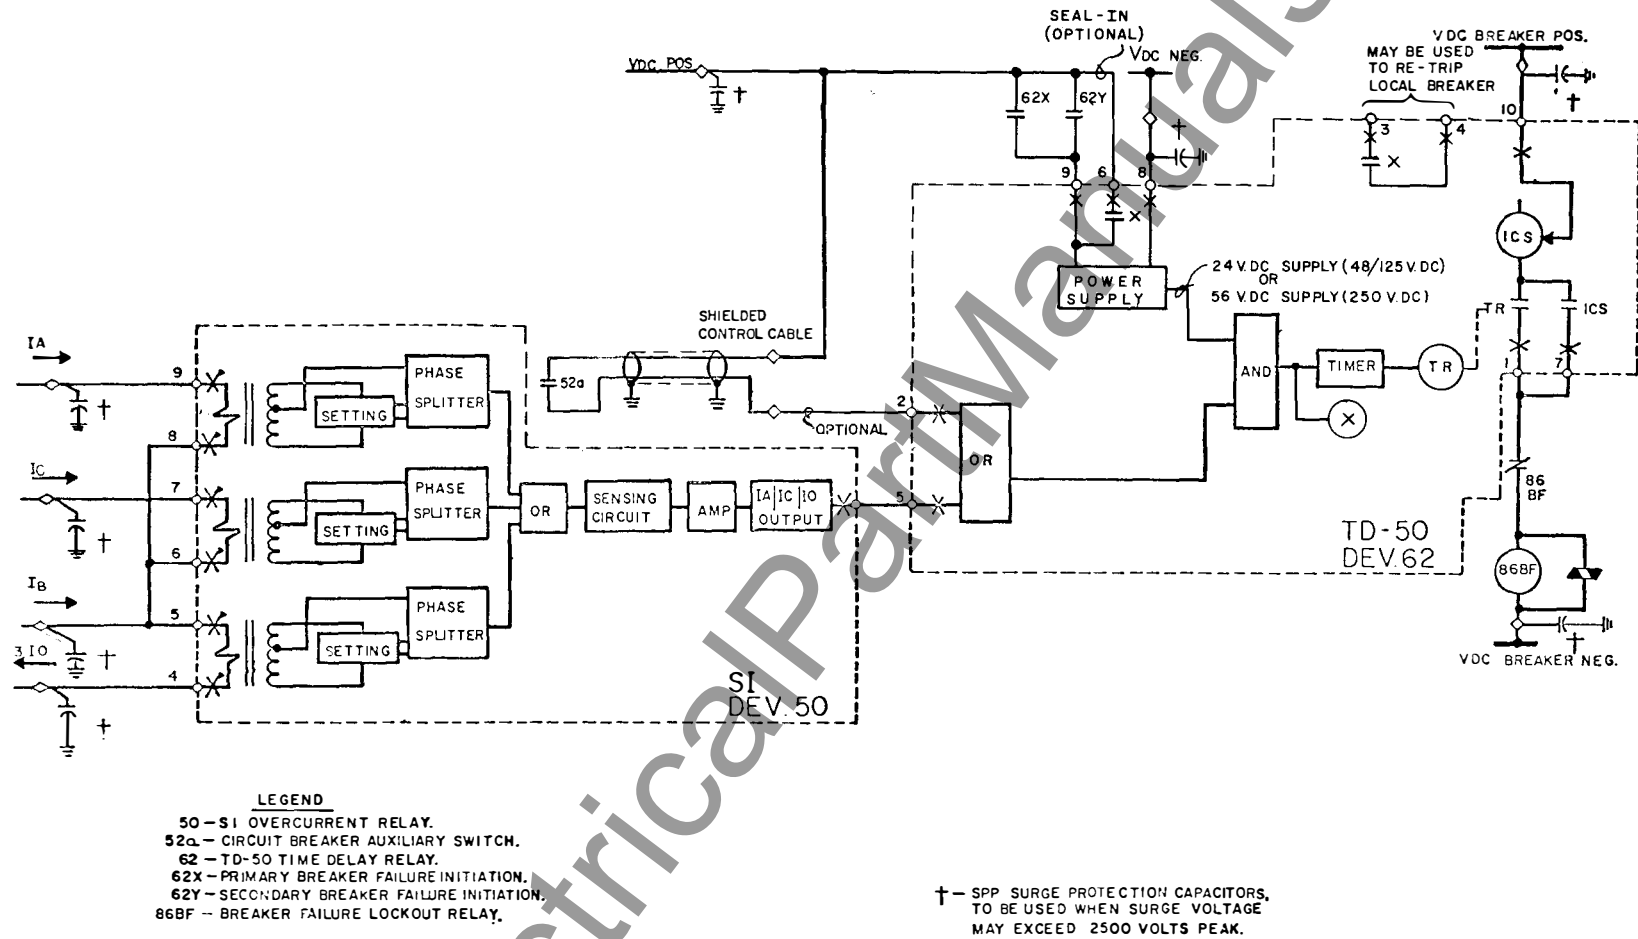 SEAL-IN
(OPTIONAL)
VDC POS
VDC NEG.
VDC BREAKER POS.
MAY BE USED
TO RE-TRIP
LOCAL BREAKER
†
†
†
62X
62Y
10
3
4
9
6
8
X
X
ICS
POWER
SUPPLY
24 V.DC SUPPLY (48/125 V.DC)
OR
56 V.DC SUPPLY (250 V.DC)
TR
ICS
SHIELDED
CONTROL CABLE
52a
OPTIONAL
2
OR
5
AND
TIMER
TR
X
1
7
86
BF
86BF
†
VDC BREAKER NEG.
TD-50
DEV.62
IA
9
†
8
PHASE
SPLITTER
SETTING
IC
7
†
6
PHASE
SPLITTER
SETTING
OR
SENSING
CIRCUIT
AMP
IA|IC|IO
OUTPUT
IB
5
†
3IO
4
†
PHASE
SPLITTER
SETTING
SI
DEV. 50
LEGEND
50 – SI OVERCURRENT RELAY.
52a – CIRCUIT BREAKER AUXILIARY SWITCH.
62 – TD-50 TIME DELAY RELAY.
62X – PRIMARY BREAKER FAILURE INITIATION.
62Y – SECONDARY BREAKER FAILURE INITIATION.
86BF – BREAKER FAILURE LOCKOUT RELAY.
† – SPP SURGE PROTECTION CAPACITORS.
TO BE USED WHEN SURGE VOLTAGE
MAY EXCEED 2500 VOLTS PEAK.
ctricalPartManuals